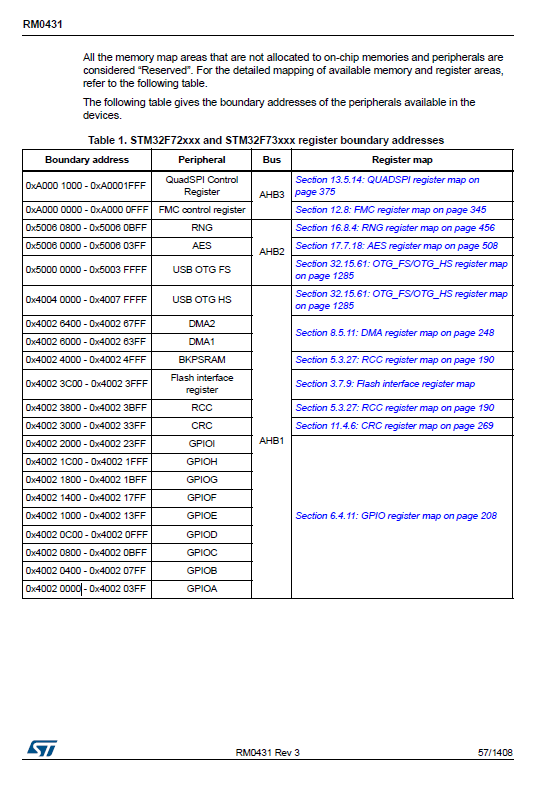 RM0431
All the memory map areas that are not allocated to on-chip memories and peripherals are
considered “Reserved”. For the detailed mapping of available memory and register areas,
refer to the following table.
The following table gives the boundary addresses of the peripherals available in the
devices.
Table 1. STM32F72xxx and STM32F73xxx register boundary addresses
Boundary address Peripheral Bus Register map
0xA000 1000 - 0xA0001FFF QuadSPI Control
Register AHB3 Section 13.5.14: QUADSPI register map on
page 375
0xA000 0000 - 0xA000 0FFF FMC control register Section 12.8: FMC register map on page 345
0x5006 0800 - 0x5006 0BFF RNG AHB2 Section 16.8.4: RNG register map on page 456
0x5006 0000 - 0x5006 03FF AES Section 17.7.18: AES register map on page 508
0x5000 0000 - 0x5003 FFFF USB OTG FS Section 32.15.61: OTG_FS/OTG_HS register map
on page 1285
0x4004 0000 - 0x4007 FFFF USB OTG HS AHB1 Section 32.15.61: OTG_FS/OTG_HS register map
on page 1285
0x4002 6400 - 0x4002 67FF DMA2 Section 8.5.11: DMA register map on page 248
0x4002 6000 - 0x4002 63FF DMA1
0x4002 4000 - 0x4002 4FFF BKPSRAM Section 5.3.27: RCC register map on page 190
0x4002 3C00 - 0x4002 3FFF Flash interface
register Section 3.7.9: Flash interface register map
0x4002 3800 - 0x4002 3BFF RCC Section 5.3.27: RCC register map on page 190
0x4002 3000 - 0x4002 33FF CRC Section 11.4.6: CRC register map on page 269
0x4002 2000 - 0x4002 23FF GPIOI Section 6.4.11: GPIO register map on page 208
0x4002 1C00 - 0x4002 1FFF GPIOH
0x4002 1800 - 0x4002 1BFF GPIOG
0x4002 1400 - 0x4002 17FF GPIOF
0x4002 1000 - 0x4002 13FF GPIOE
0x4002 0C00 - 0x4002 0FFF GPIOD
0x4002 0800 - 0x4002 0BFF GPIOC
0x4002 0400 - 0x4002 07FF GPIOB
0x4002 0000 - 0x4002 03FF GPIOA
ST RM0431 Rev 3 57/1408